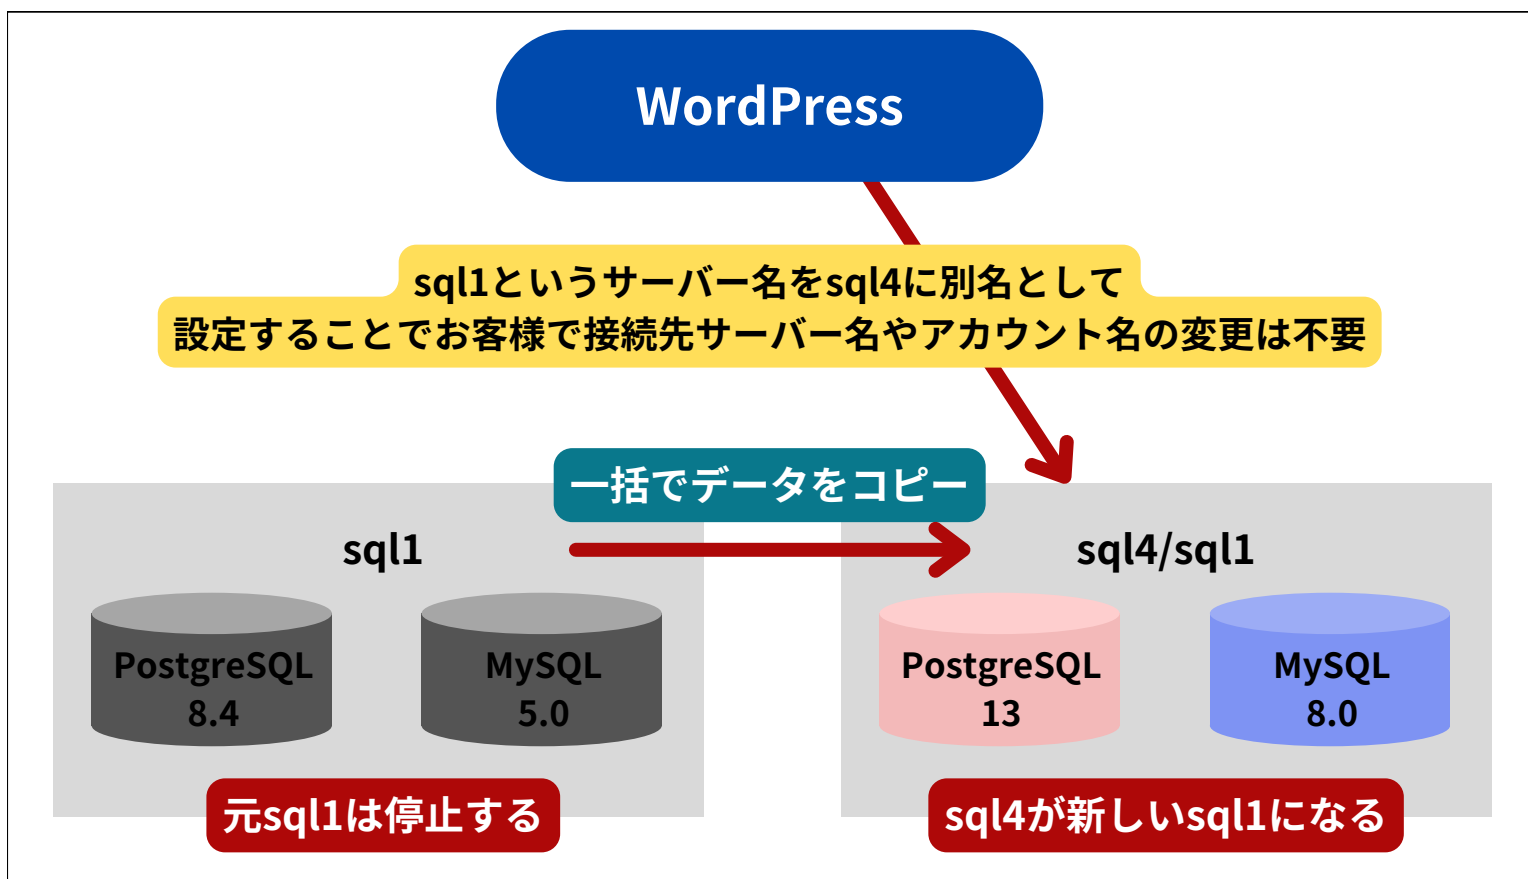 WordPress
sql1というサーバー名をsql4に別名として
設定することでお客様で接続先サーバー名やアカウント名の変更は不要
一括でデータをコピー
sql1
sql4/sql1
PostgreSQL
8.4
MySQL
5.0
PostgreSQL
13
MySQL
8.0
元sql1は停止する
sql4が新しいsql1になる